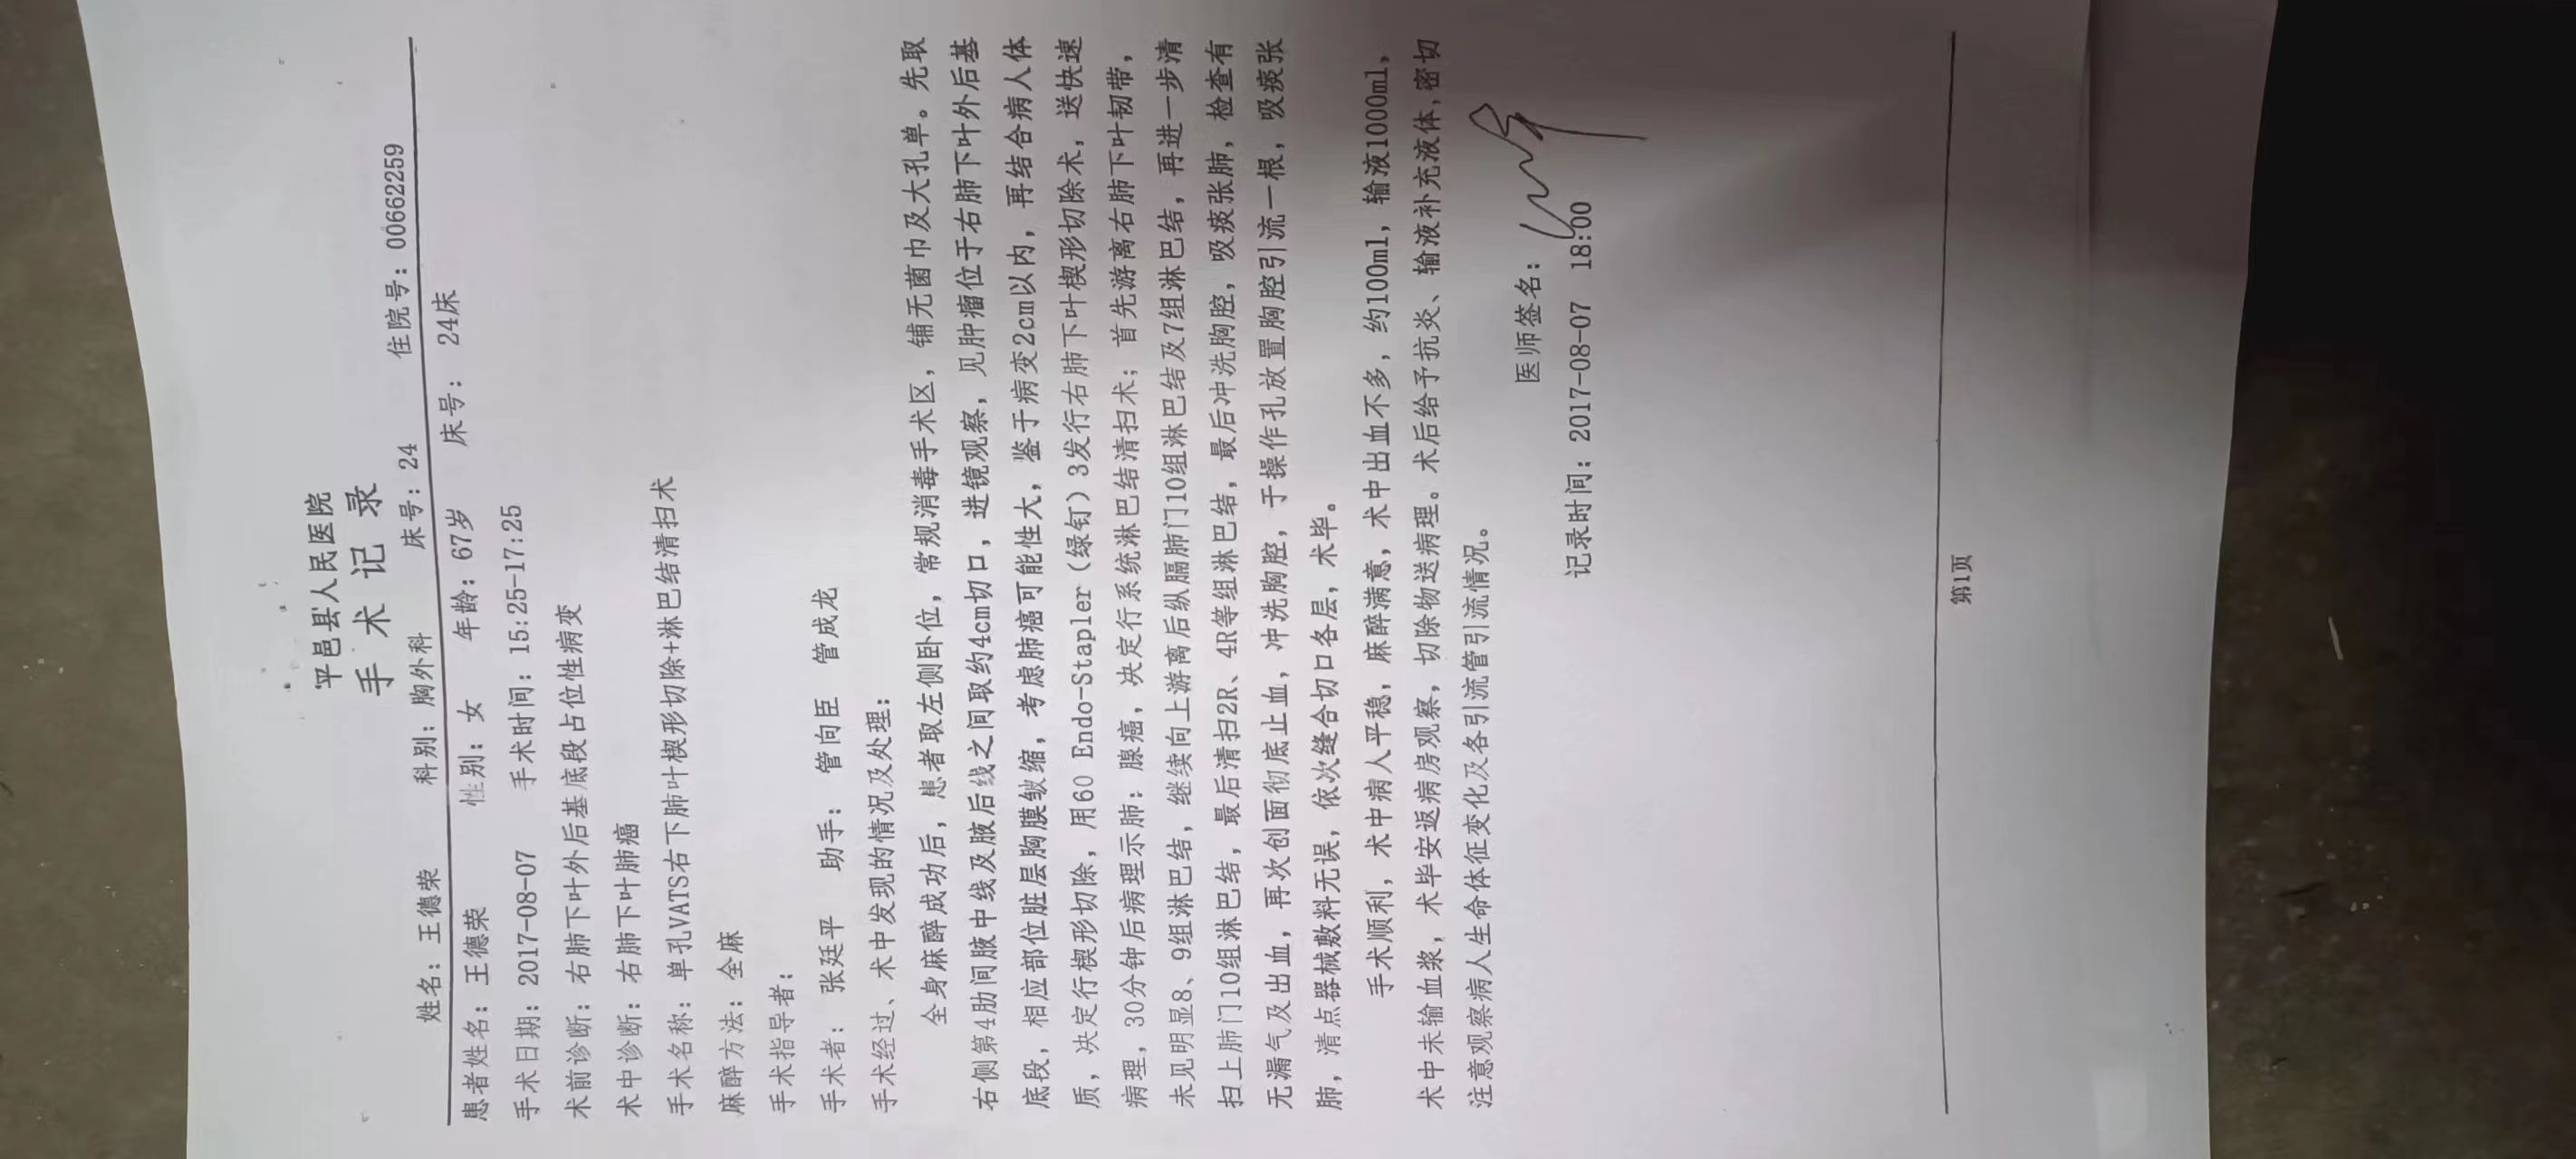 平邑县人民医院
手 术 记 录
姓名：王德荣 科别：胸外科 床号：24 住院号：00662259
患者姓名：王德荣 性别：女 年龄：67岁 床号： 24床
手术日期：2017-08-07 手术时间：15:25-17:25
术前诊断：右肺下叶外后基底段占位性病变
术中诊断：右肺下叶肺癌
手术名称：单孔VATS右下肺叶楔形切除+淋巴结清扫术
麻醉方法：全麻
手术指导者：
手术者： 张廷平 助手： 管向臣 管成龙
手术经过、术中发现的情况及处理：
全身麻醉成功后，患者取左侧卧位，常规消毒手术区，铺无菌巾及大孔单。先取
右侧第4肋间腋中线及腋后线之间取约4cm切口，进镜观察，见肿瘤位于右肺下叶外后基
底段，相应部位脏层胸膜皱缩，考虑肺癌可能性大，鉴于病变2cm以内，再结合病人体
质，决定行楔形切除，用60 Endo-Stapler（绿钉）3发行右肺下叶楔形切除术，送快速
病理，30分钟后病理示肺：腺癌，决定行系统淋巴结清扫术；首先游离右肺下叶韧带，
未见明显8、9组淋巴结，继续向上游离后纵膈肺门10组淋巴结及7组淋巴结，再进一步清
扫上肺门10组淋巴结，最后清扫2R、4R等组淋巴结，最后冲洗胸腔，吸痰张肺，检查有
无漏气及出血，再次创面彻底止血，冲洗胸腔，于操作孔放置胸腔引流一根，吸痰张
肺，清点器械敷料无误，依次缝合切口各层，术毕。
手术顺利，术中病人平稳，麻醉满意，术中出血不多，约100ml，输液1000ml，
术中未输血浆，术毕安返病房观察，切除物送病理。术后给予抗炎、输液补充液体，密切
注意观察病人生命体征变化及各引流管引流情况。
医师签名：
记录时间：2017-08-07 18:00
第1页